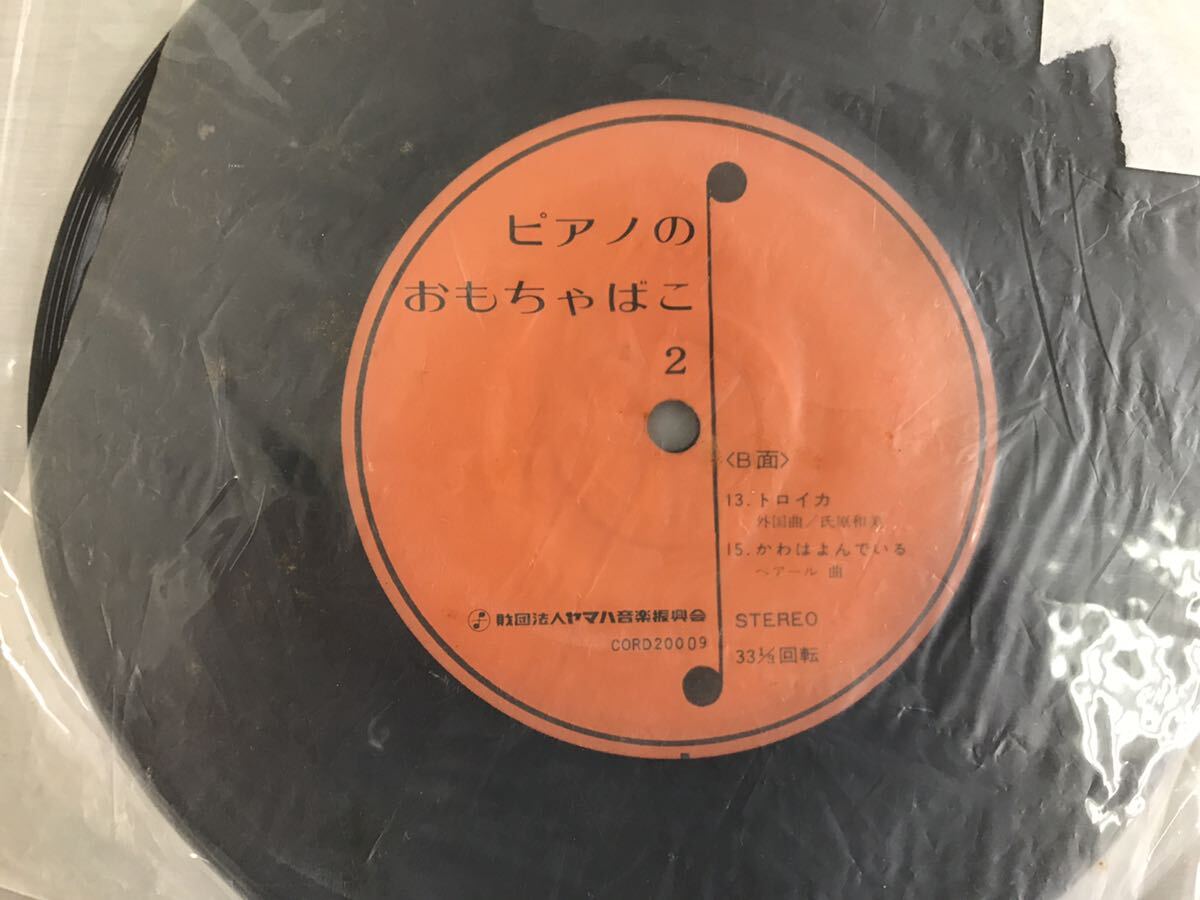 ピアノの
おもちゃばこ
2
〈B面〉
13. トロイカ
外国曲/氏原和美
15. かわはよんでいる
ベアール 曲
財団法人ヤマハ音楽振興会
CORD20009
STEREO
33⅓回転